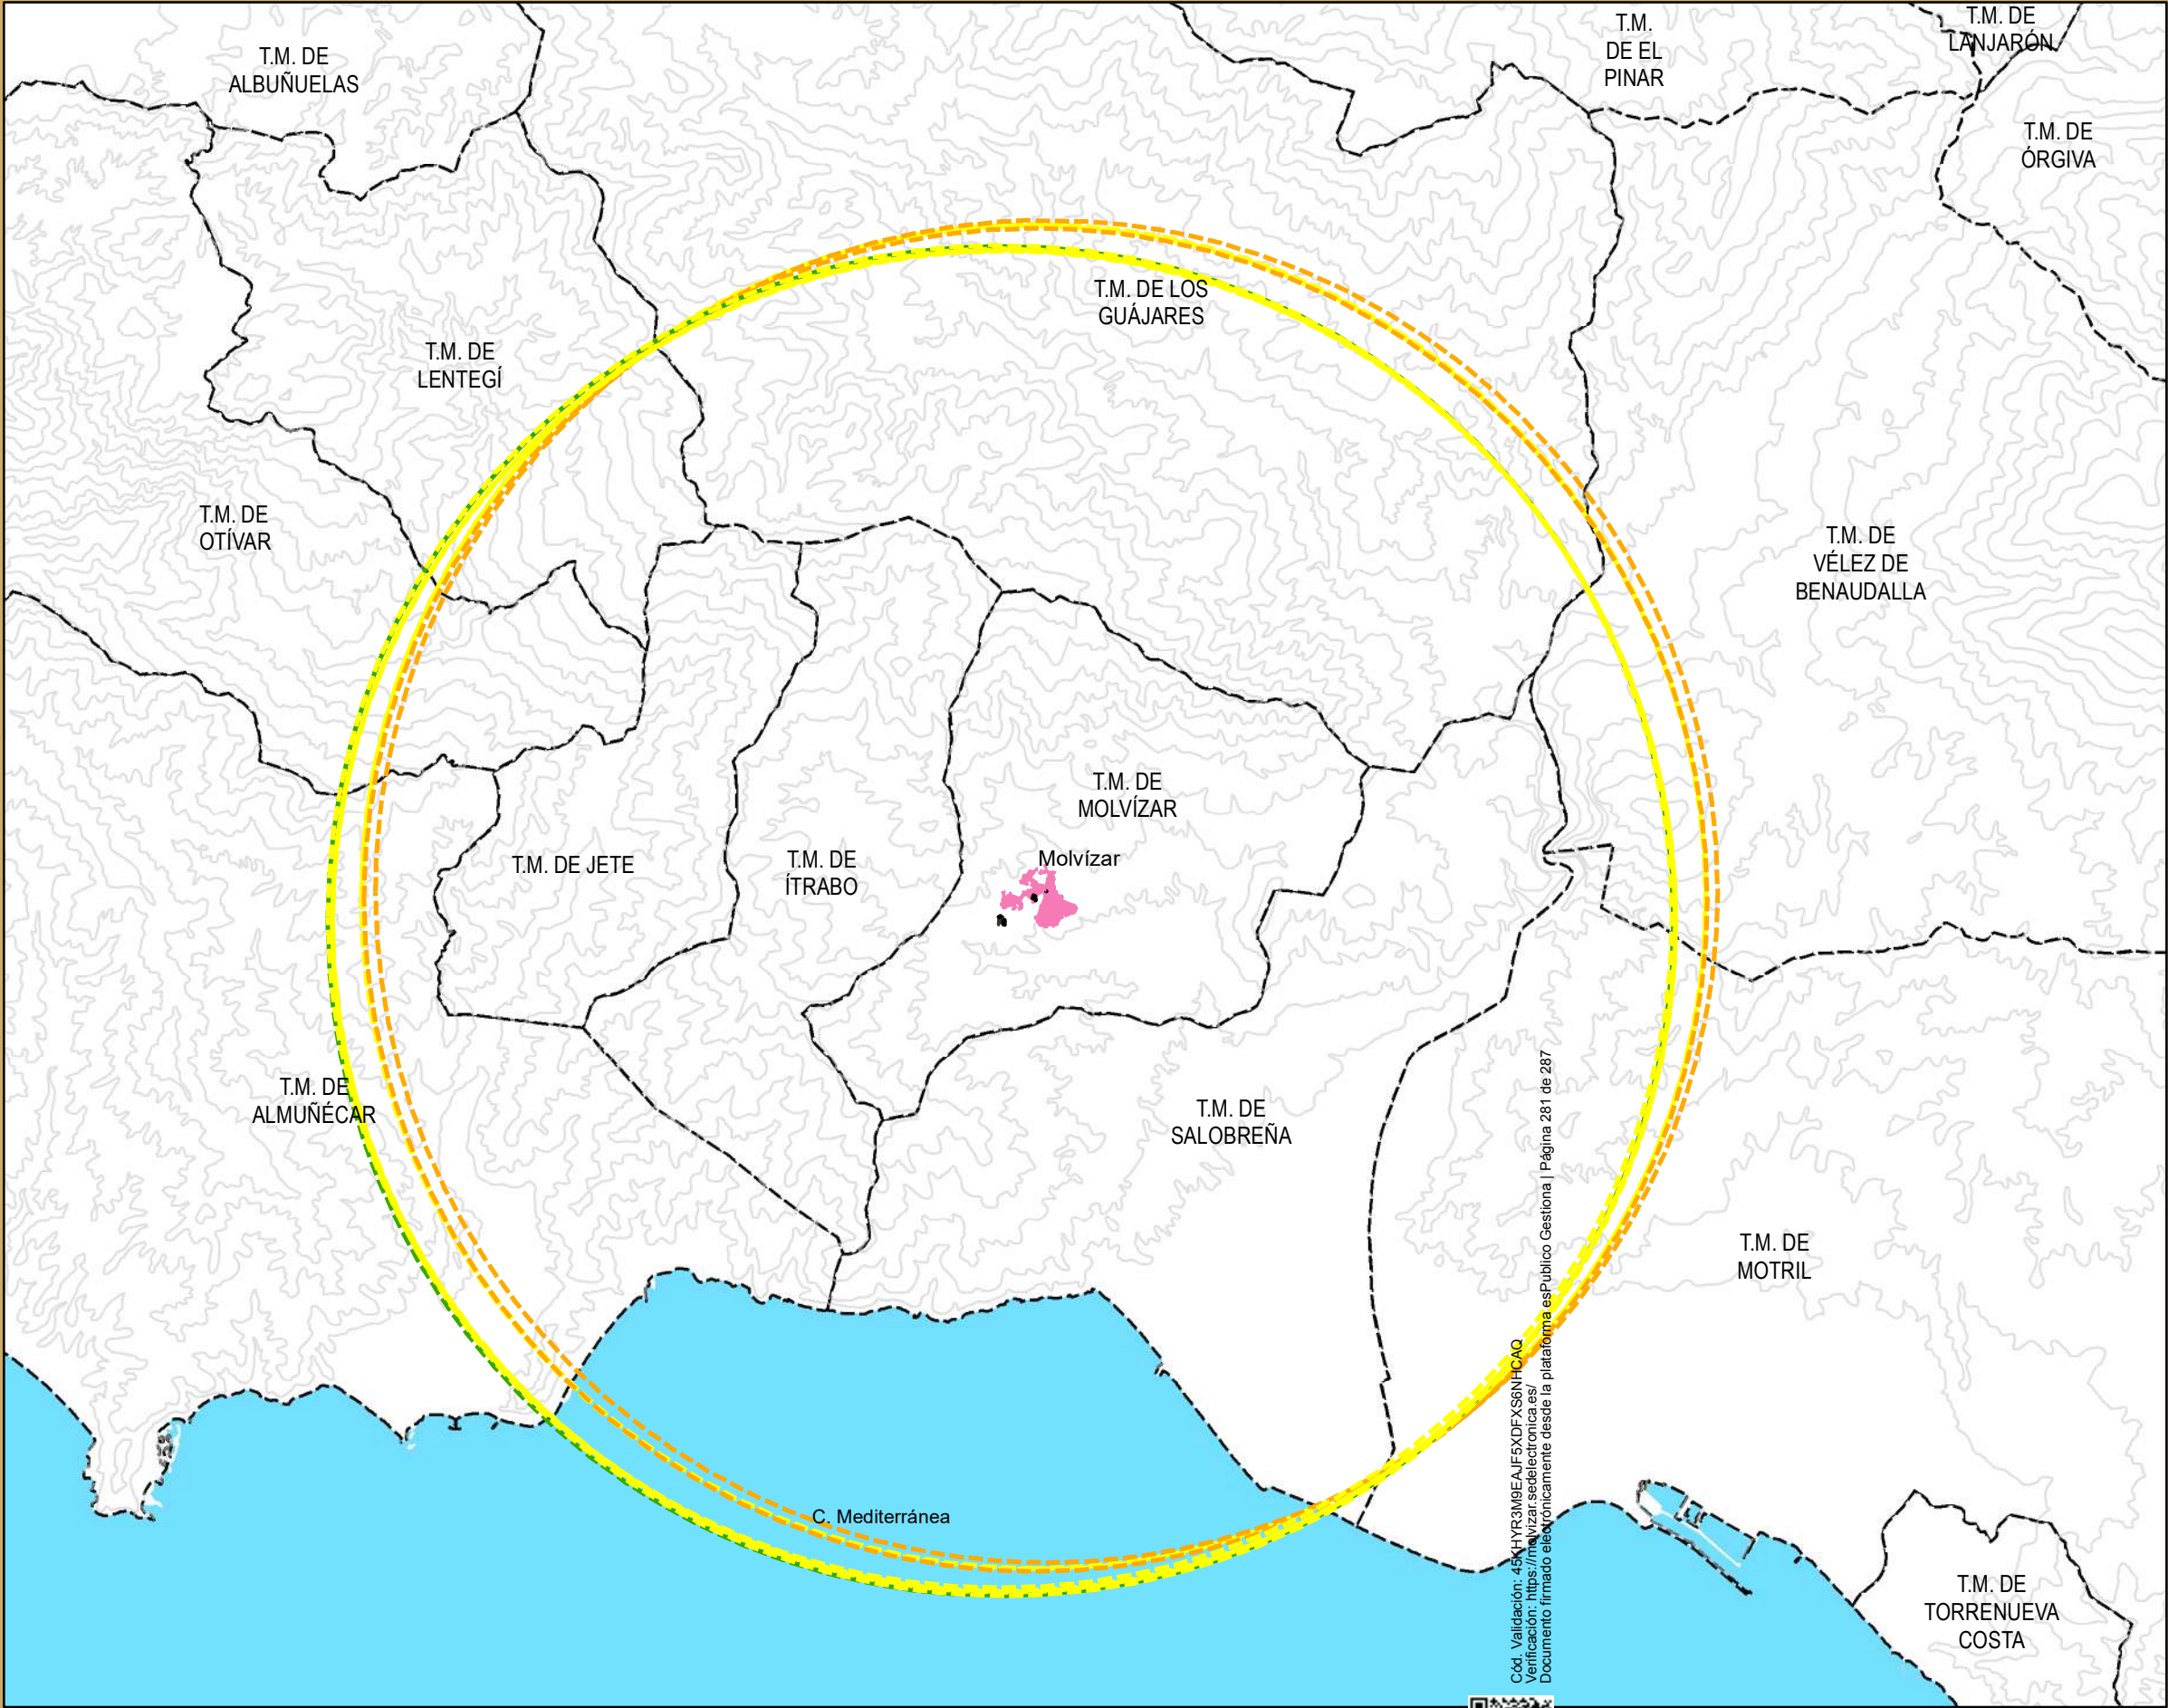 T.M. DE
ALBUÑUELAS
T.M.
DE EL
PINAR
T.M. DE
LANJARÓN
T.M. DE
ÓRGIVA
T.M. DE LOS
GUÁJARES
T.M. DE
LENTEGÍ
T.M. DE
OTÍVAR
T.M. DE
VÉLEZ DE
BENAUDALLA
T.M. DE
MOLVÍZAR
Molvízar
T.M. DE JETE
T.M. DE
ÍTRABO
T.M. DE
ALMUÑÉCAR
T.M. DE
SALOBREÑA
T.M. DE
MOTRIL
C. Mediterránea
T.M. DE
TORRENUEVA
COSTA
Cód. Validación: 45KHYR3M9EAJF5XDFXS6NHCAQ
Verificación: https://molvizar.sedelectronica.es/
Documento firmado electrónicamente desde la plataforma esPublico Gestiona | Página 281 de 287